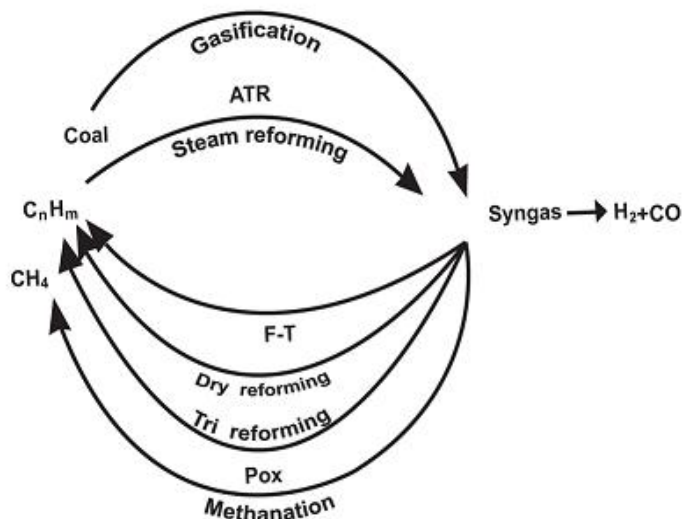 Gasification
ATR
Coal
Steam reforming
CₙHₘ
Syngas → H₂+CO
CH₄
F-T
Dry reforming
Tri reforming
Pox
Methanation